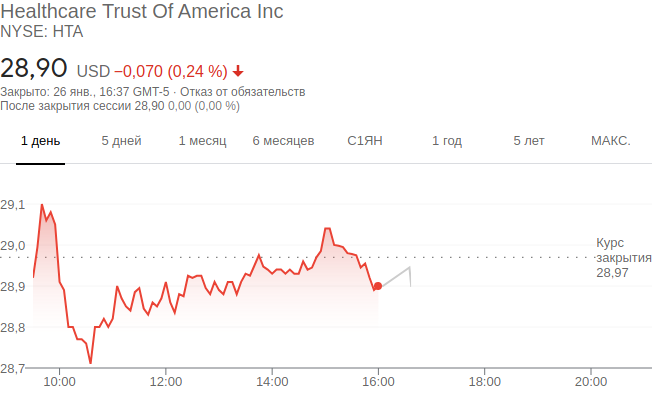 Healthcare Trust Of America Inc
NYSE: HTA
28,90 USD −0,070 (0,24 %)
Закрыто: 26 янв., 16:37 GMT-5 · Отказ от обязательств
После закрытия сессии 28,90 0,00 (0,00 %)
1 день 5 дней 1 месяц 6 месяцев С1ЯН 1 год 5 лет МАКС.
29,1
29,0
28,9
28,8
28,7
Курс
закрытия
28,97
10:00 12:00 14:00 16:00 18:00 20:00